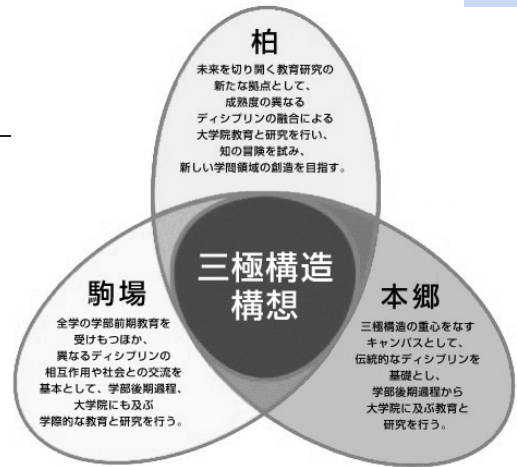 柏
未来を切り開く教育研究の
新たな拠点として、
成熟度の異なる
ディシプリンの融合による
大学院教育と研究を行い、
知の冒険を試み、
新しい学問領域の創造を目指す。
三極構造
構想
駒場
全学の学部前期教育を
受けもつほか、
異なるディシプリンの
相互作用や社会との交流を
基本として、学部後期過程、
大学院にも及ぶ
学際的な教育と研究を行う。
本郷
三極構造の重心をなす
キャンパスとして、
伝統的なディシプリンを
基礎とし、
学部後期過程から
大学院に及ぶ教育と
研究を行う。